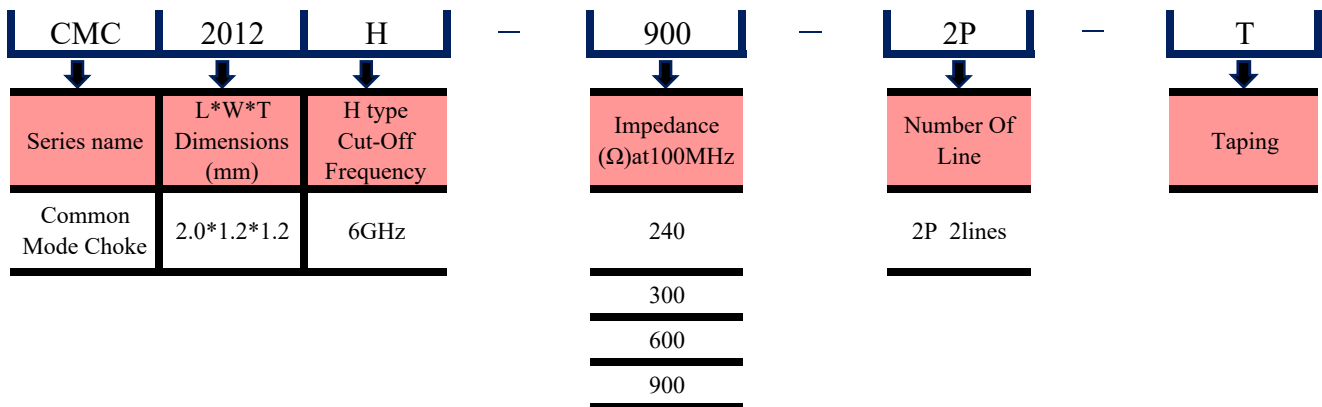 CMC 2012 H — 900 — 2P — T
Series name
L*W*T
Dimensions
(mm)
H type
Cut-Off
Frequency
Impedance
(Ω)at100MHz
Number Of
Line
Taping
Common
Mode Choke
2.0*1.2*1.2
6GHz
240
2P 2lines
300
600
900